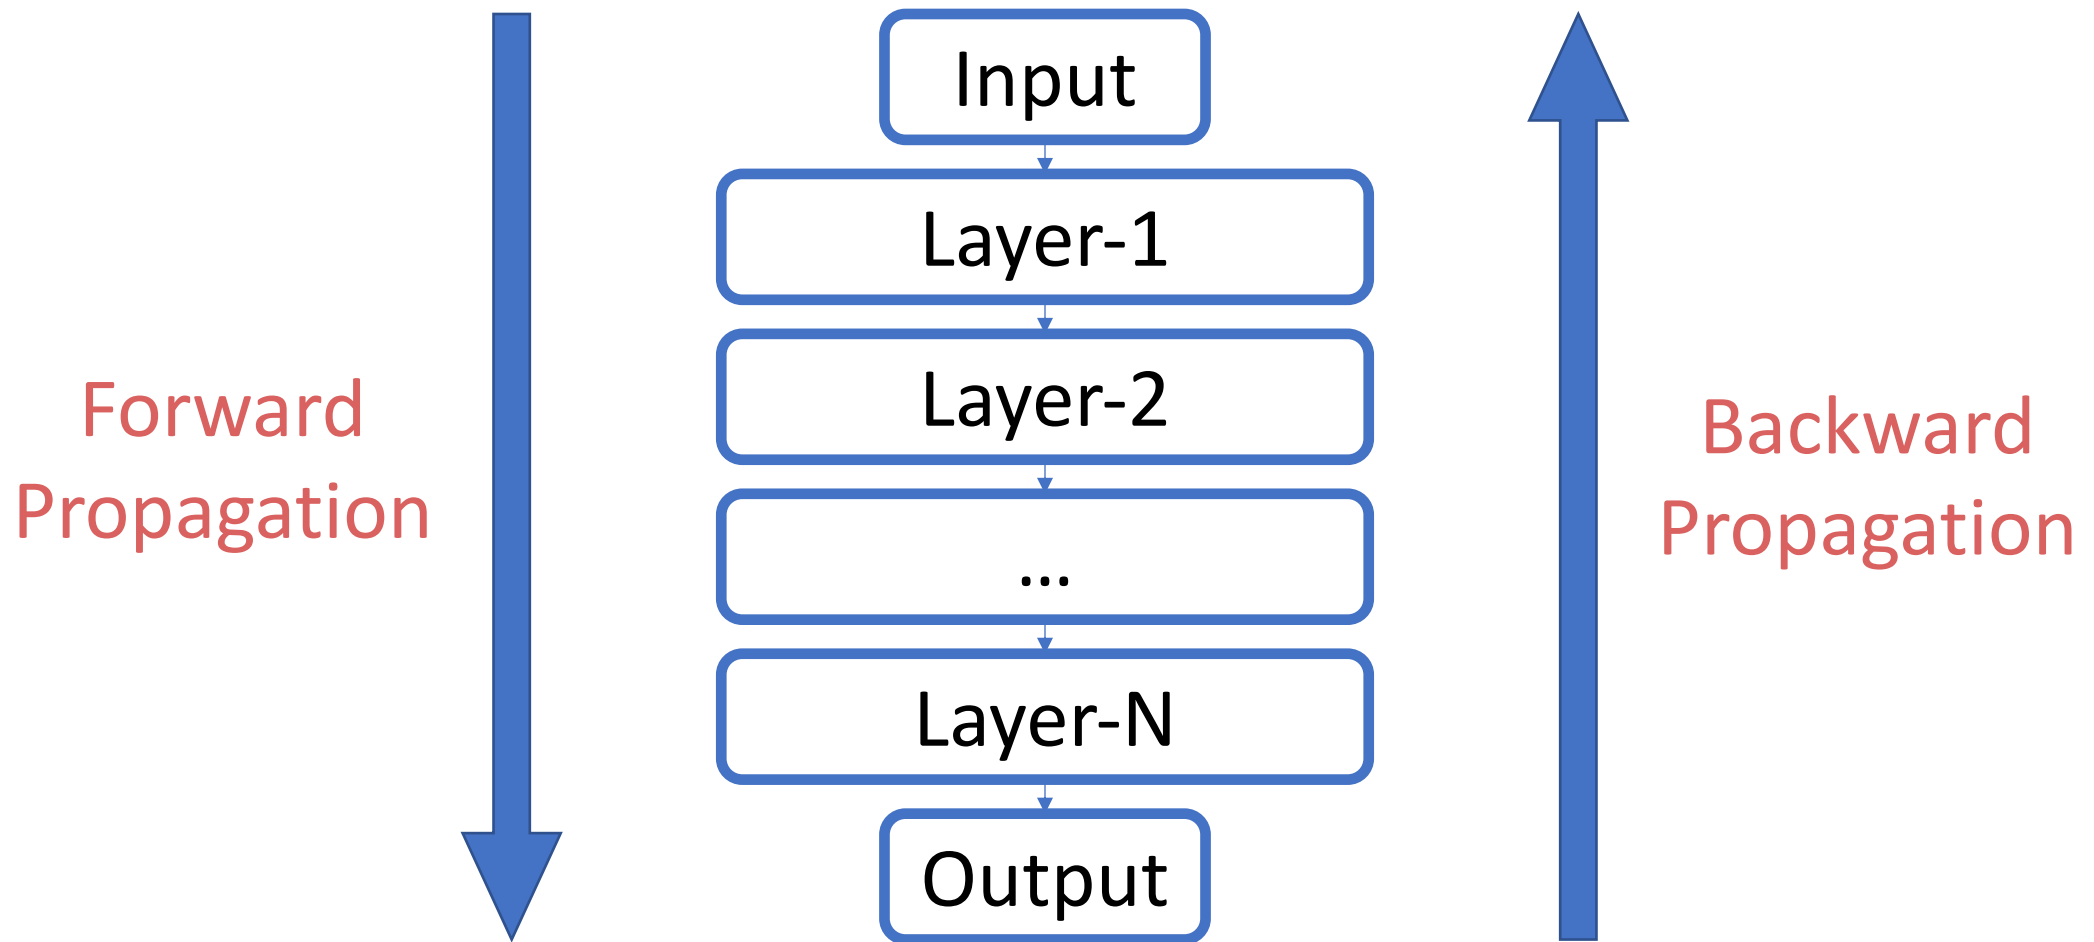 Input
Layer-1
Layer-2
...
Layer-N
Output
Forward
Propagation
Backward
Propagation